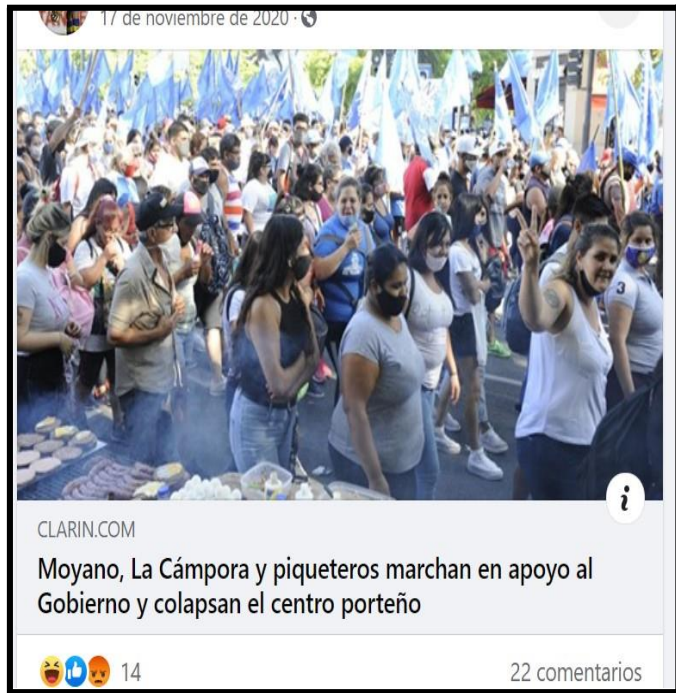 17 de noviembre de 2020 ·
i
CLARIN.COM
Moyano, La Cámpora y piqueteros marchan en apoyo al
Gobierno y colapsan el centro porteño
14
22 comentarios